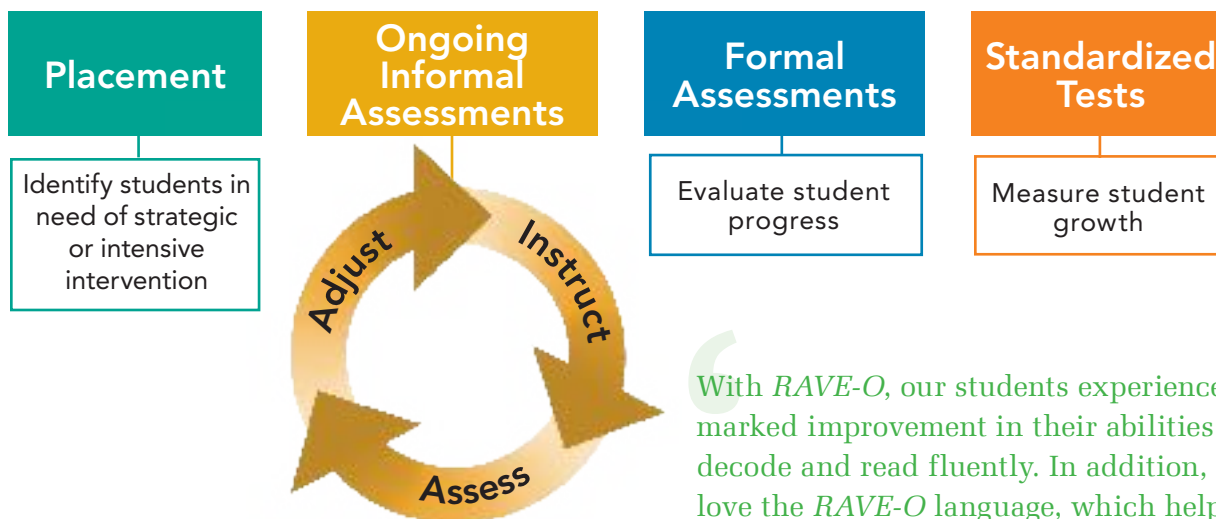 Placement
Identify students in
need of strategic
or intensive
intervention
Ongoing
Informal
Assessments
Adjust
Instruct
Assess
Formal
Assessments
Evaluate student
progress
Standardized
Tests
Measure student
growth
‘
With RAVE-O, our students experience
marked improvement in their abilities
decode and read fluently. In addition,
love the RAVE-O language, which help